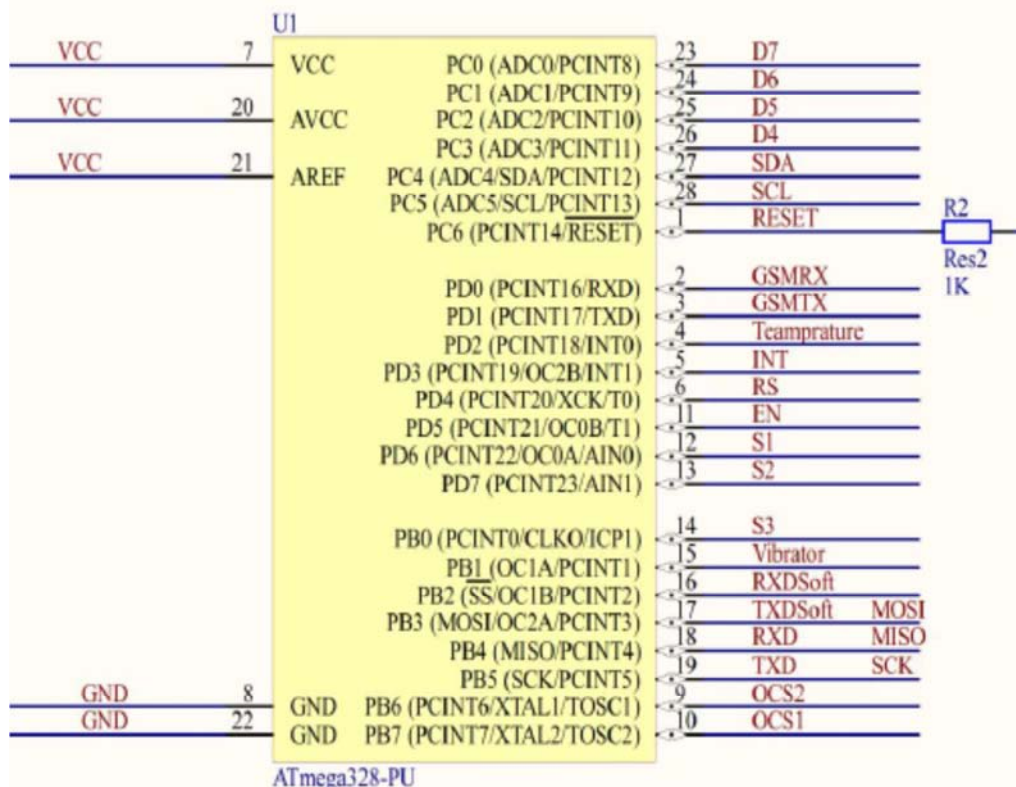 U1
VCC 7 VCC PC0 (ADC0/PCINT8) 23 D7
PC1 (ADC1/PCINT9) 24 D6
VCC 20 AVCC PC2 (ADC2/PCINT10) 25 D5
PC3 (ADC3/PCINT11) 26 D4
VCC 21 AREF PC4 (ADC4/SDA/PCINT12) 27 SDA
PC5 (ADC5/SCL/PCINT13) 28 SCL
PC6 (PCINT14/RESET) 1 RESET R2
Res2
1K
PD0 (PCINT16/RXD) 2 GSMRX
PD1 (PCINT17/TXD) 3 GSMTX
PD2 (PCINT18/INT0) 4 Teamprature
PD3 (PCINT19/OC2B/INT1) 5 INT
PD4 (PCINT20/XCK/T0) 6 RS
PD5 (PCINT21/OC0B/T1) 11 EN
PD6 (PCINT22/OC0A/AIN0) 12 S1
PD7 (PCINT23/AIN1) 13 S2
PB0 (PCINT0/CLKO/ICP1) 14 S3
PB1 (OC1A/PCINT1) 15 Vibrator
PB2 (SS/OC1B/PCINT2) 16 RXDSoft
PB3 (MOSI/OC2A/PCINT3) 17 TXDSoft MOSI
PB4 (MISO/PCINT4) 18 RXD MISO
PB5 (SCK/PCINT5) 19 TXD SCK
GND 8 GND PB6 (PCINT6/XTAL1/TOSC1) 9 OCS2
GND 22 GND PB7 (PCINT7/XTAL2/TOSC2) 10 OCS1
ATmega328-PU